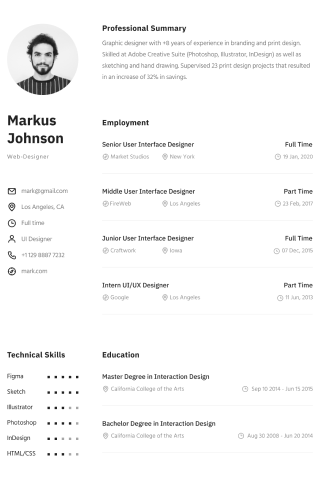 Professional Summary
Graphic designer with +8 years of experience in branding and print design.
Skilled at Adobe Creative Suite (Photoshop, Illustrator, InDesign) as well as
sketching and hand drawing. Supervised 23 print design projects that resulted
in an increase of 32% in savings.
Markus
Johnson
Web-Designer
mark@gmail.com
Los Angeles, CA
Full time
UI Designer
+1 129 8887 7232
mark.com
Employment
Senior User Interface Designer Full Time
Market Studios New York 19 Jan, 2020
Middle User Interface Designer Part Time
FireWeb Los Angeles 23 Feb, 2017
Junior User Interface Designer Full Time
Craftwork Iowa 07 Dec, 2015
Intern UI/UX Designer Part Time
Google Los Angeles 11 Jun, 2013
Technical Skills
Figma
Sketch
Illustrator
Photoshop
InDesign
HTML/CSS
Education
Master Degree in Interaction Design
California College of the Arts Sep 10 2014 - Jun 15 2015
Bachelor Degree in Interaction Design
California College of the Arts Aug 30 2008 - Jun 20 2014